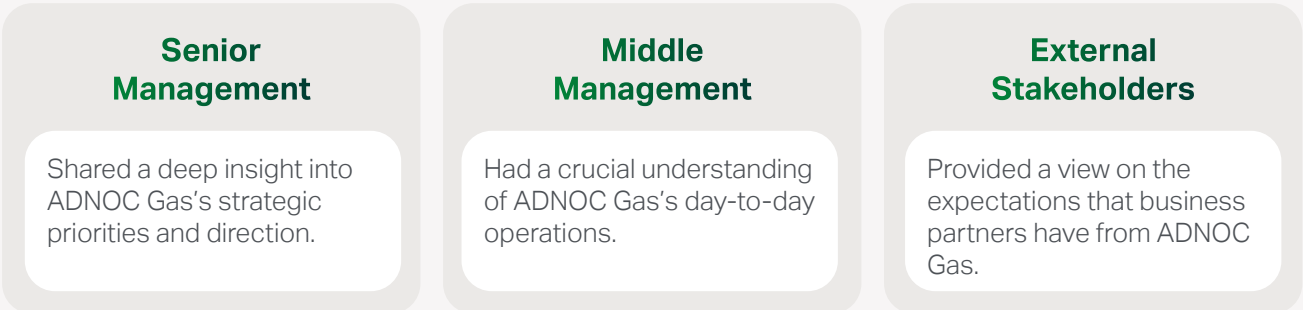 Senior
Management
Shared a deep insight into
ADNOC Gas's strategic
priorities and direction.
Middle
Management
Had a crucial understanding
of ADNOC Gas's day-to-day
operations.
External
Stakeholders
Provided a view on the
expectations that business
partners have from ADNOC
Gas.